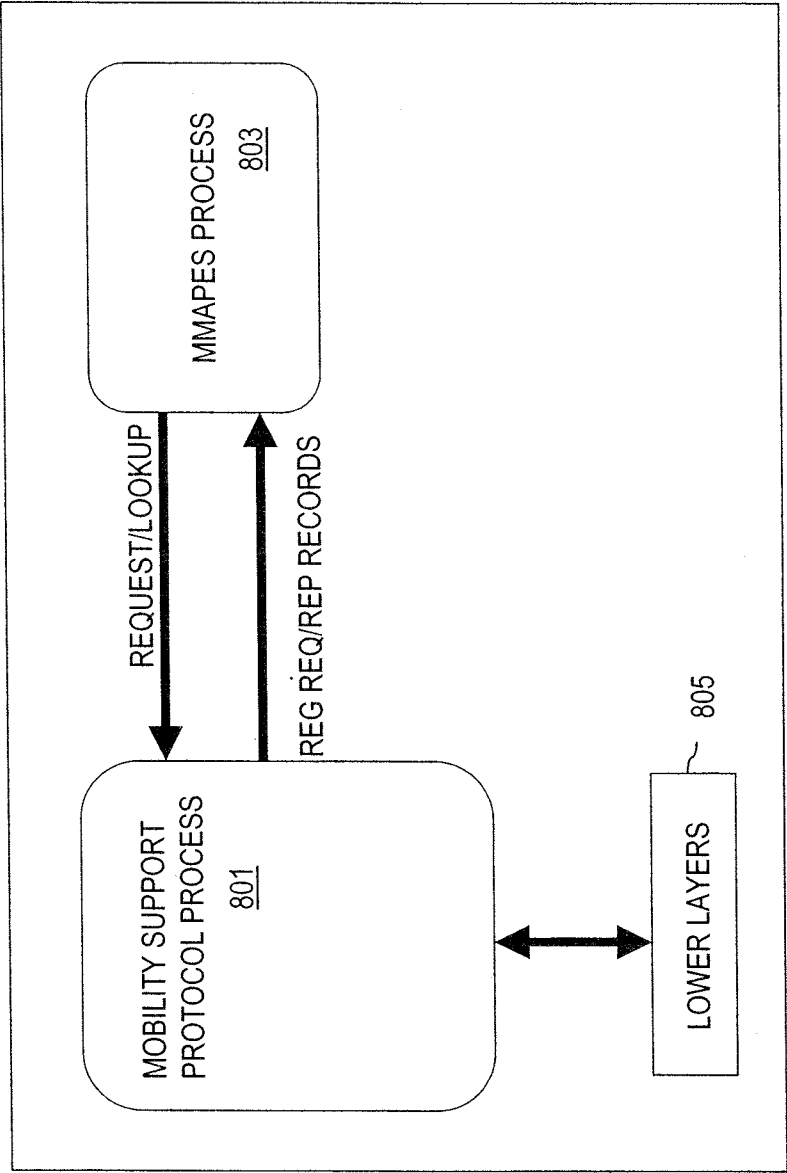 MOBILITY SUPPORT
PROTOCOL PROCESS
801
REQUEST/LOOKUP
REG REQ/REP RECORDS
MMAPES PROCESS
803
LOWER LAYERS
805